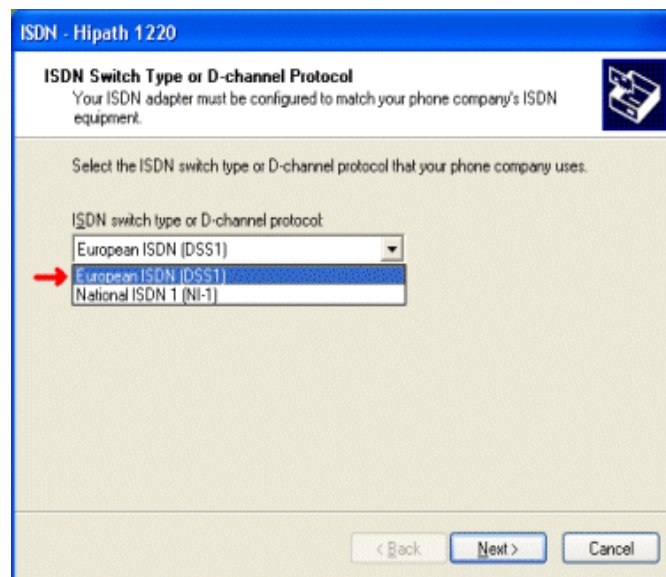 ISDN - Hipath 1220
ISDN Switch Type or D-channel Protocol
Your ISDN adapter must be configured to match your phone company's ISDN
equipment.
Select the ISDN switch type or D-channel protocol that your phone company uses.
ISDN switch type or D-channel protocol:
European ISDN (DSS1)
European ISDN (DSS1)
National ISDN 1 (NI-1)
< Back Next > Cancel